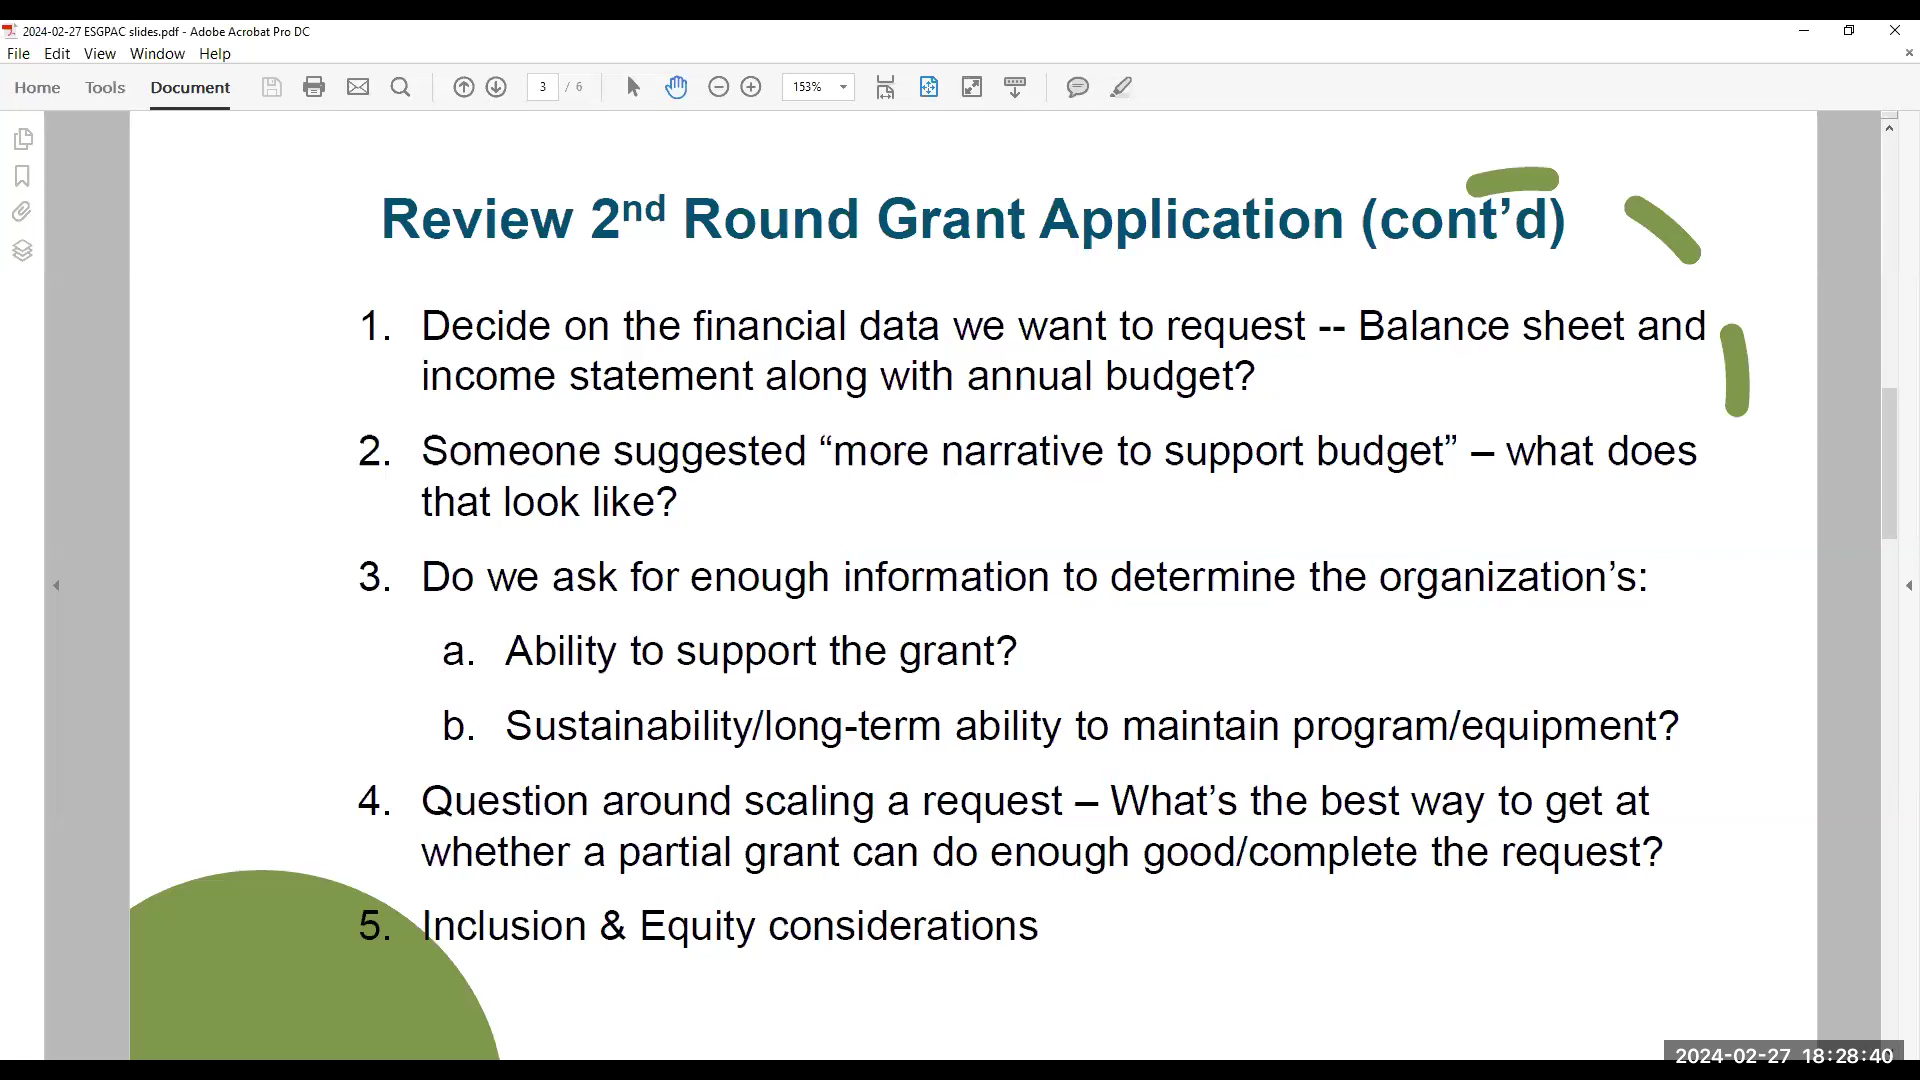 2024-02-27 ESGPAC slides.pdf - Adobe Acrobat Pro DC
File Edit View Window Help
Home Tools Document 3 / 6 153%
Review 2nd Round Grant Application (cont’d)
1. Decide on the financial data we want to request -- Balance sheet and
income statement along with annual budget?
2. Someone suggested “more narrative to support budget” – what does
that look like?
3. Do we ask for enough information to determine the organization’s:
a. Ability to support the grant?
b. Sustainability/long-term ability to maintain program/equipment?
4. Question around scaling a request – What’s the best way to get at
whether a partial grant can do enough good/complete the request?
5. Inclusion & Equity considerations
2024-02-27 18:28:40